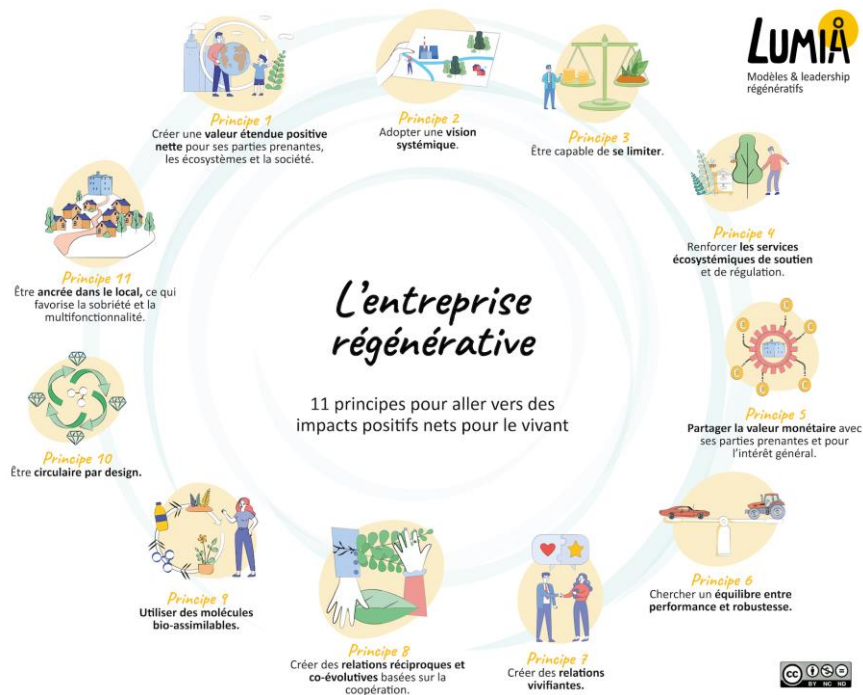 LUMIÅ
Modèles & leadership
régénératifs
Principe 1
Créer une valeur étendue positive
nette pour ses parties prenantes,
les écosystèmes et la société.
Principe 2
Adopter une vision
systémique.
Principe 3
Être capable de se limiter.
Principe 4
Renforcer les services
écosystémiques de soutien
et de régulation.
Principe 5
Partager la valeur monétaire avec
ses parties prenantes et pour
l'intérêt général.
Principe 6
Chercher un équilibre entre
performance et robustesse.
Principe 7
Créer des relations
vivifiantes.
Principe 8
Créer des relations réciproques et
co-évolutives basées sur la
coopération.
Principe 9
Utiliser des molécules
bio-assimilables.
Principe 10
Être circulaire par design.
Principe 11
Être ancrée dans le local, ce qui
favorise la sobriété et la
multifonctionnalité.
L'entreprise
régénérative
11 principes pour aller vers des
impacts positifs nets pour le vivant
C
C
C
C
C
C
cc
BY NC ND